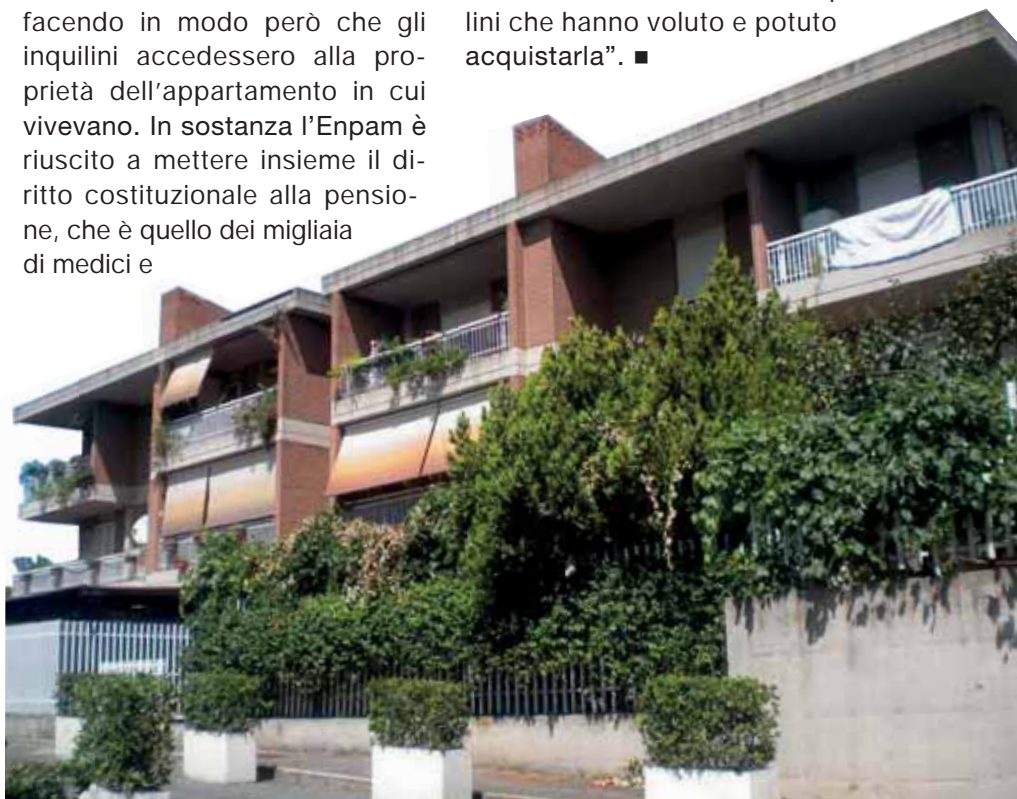 facendo in modo però che gli
inquilini accedessero alla pro-
prietà dell'appartamento in cui
vivevano. In sostanza l'Enpam è
riuscito a mettere insieme il di-
ritto costituzionale alla pensio-
ne, che è quello dei migliaia
di medici e
lini che hanno voluto e potuto
acquistarla". ■